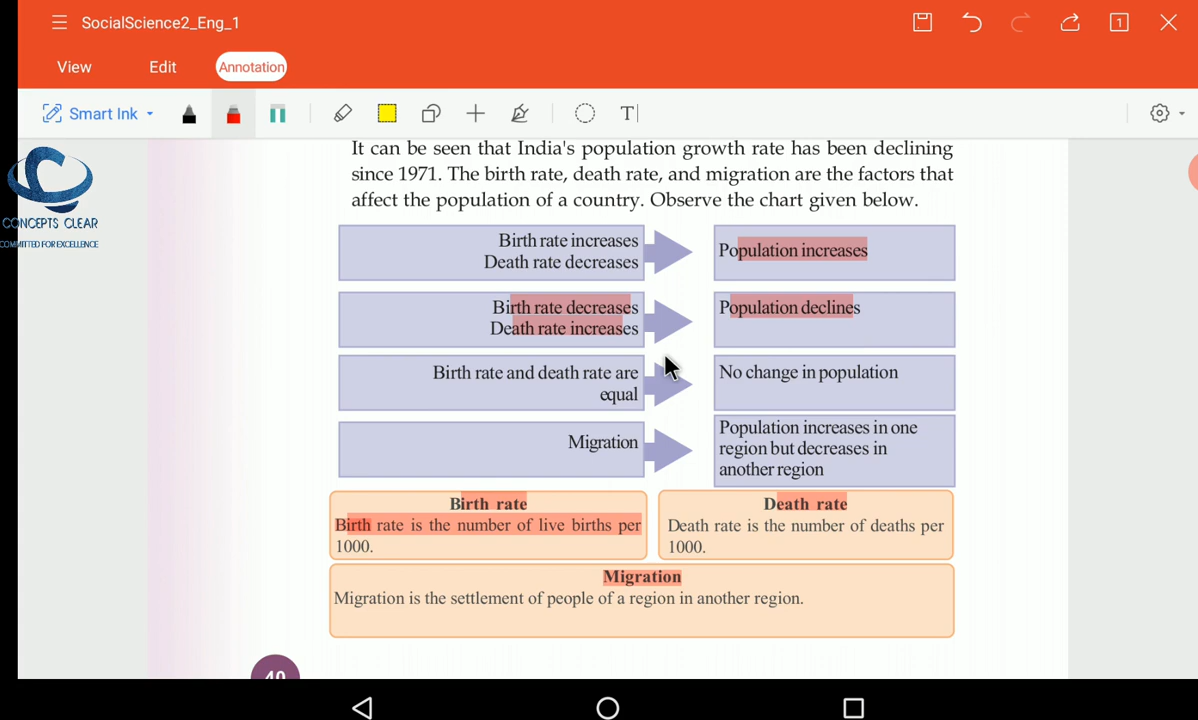 SocialScience2_Eng_1
1
View
Edit
Annotation
Smart Ink
T
CONCEPTS CLEAR
COMMITTED FOR EXCELLENCE
It can be seen that India's population growth rate has been declining
since 1971. The birth rate, death rate, and migration are the factors that
affect the population of a country. Observe the chart given below.
Birth rate increases
Death rate decreases
Population increases
Birth rate decreases
Death rate increases
Population declines
Birth rate and death rate are
equal
No change in population
Migration
Population increases in one
region but decreases in
another region
Birth rate
Birth rate is the number of live births per
1000.
Death rate
Death rate is the number of deaths per
1000.
Migration
Migration is the settlement of people of a region in another region.
40